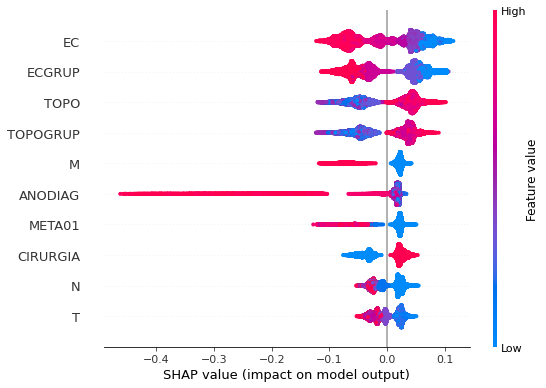 High
EC
ECGRUP
TOPO
TOPOGRUP
M
ANODIAG
META01
CIRURGIA
N
T
Feature value
Low
−0.4 −0.3 −0.2 −0.1 0.0 0.1
SHAP value (impact on model output)